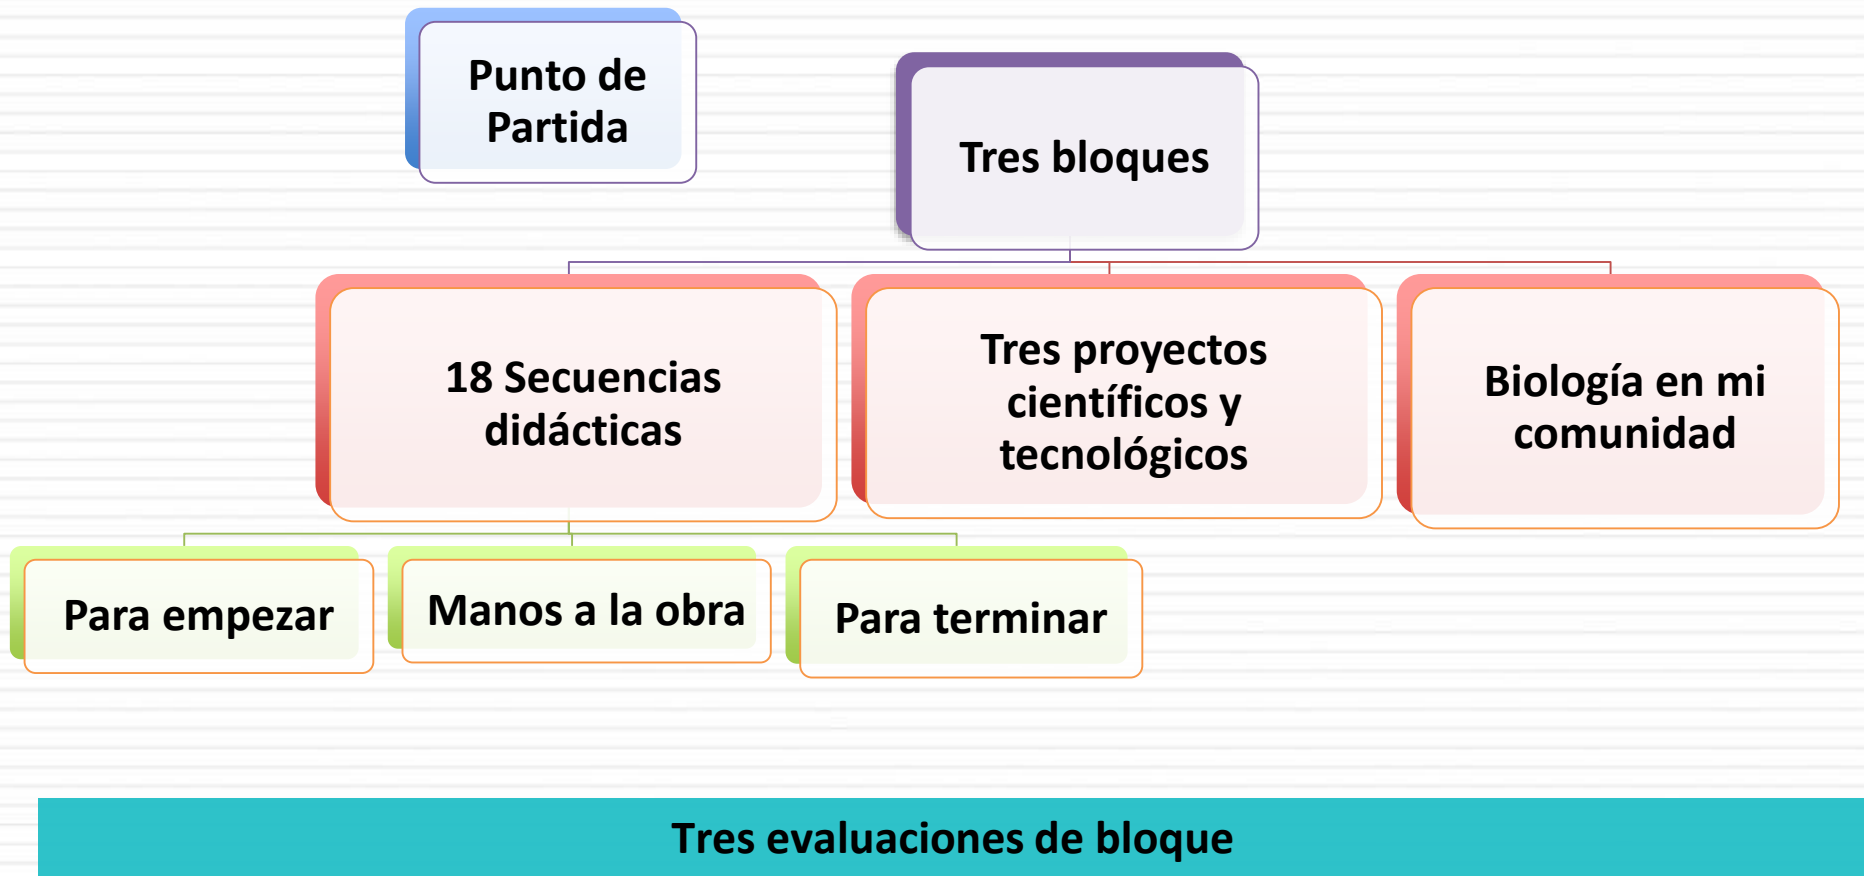 Punto de
Partida
Tres bloques
18 Secuencias
didácticas
Tres proyectos
científicos y
tecnológicos
Biología en mi
comunidad
Para empezar
Manos a la obra
Para terminar
Tres evaluaciones de bloque